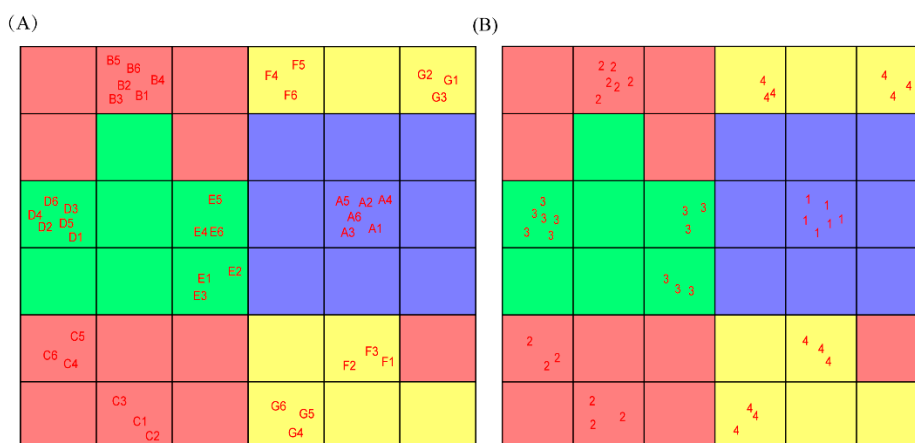 (A)
(B)
B5 B6 B4 B2 B3 B1
F4 F5 F6
G2 G1 G3
2 2 2 2 2 2
4 4 4
4 4 4
D6 D3 D4 D2 D5 D1
E5 E4 E6
A5 A2 A4 A6 A3 A1
3 3 3 3 3 3
3 3 3
1 1 1 1 1 1
E1 E2 E3
3 3 3
C5 C6 C4
F3 F1 F2
2 2 2
4 4 4
C3 C1 C2
G6 G5 G4
2 2 2
4 4 4